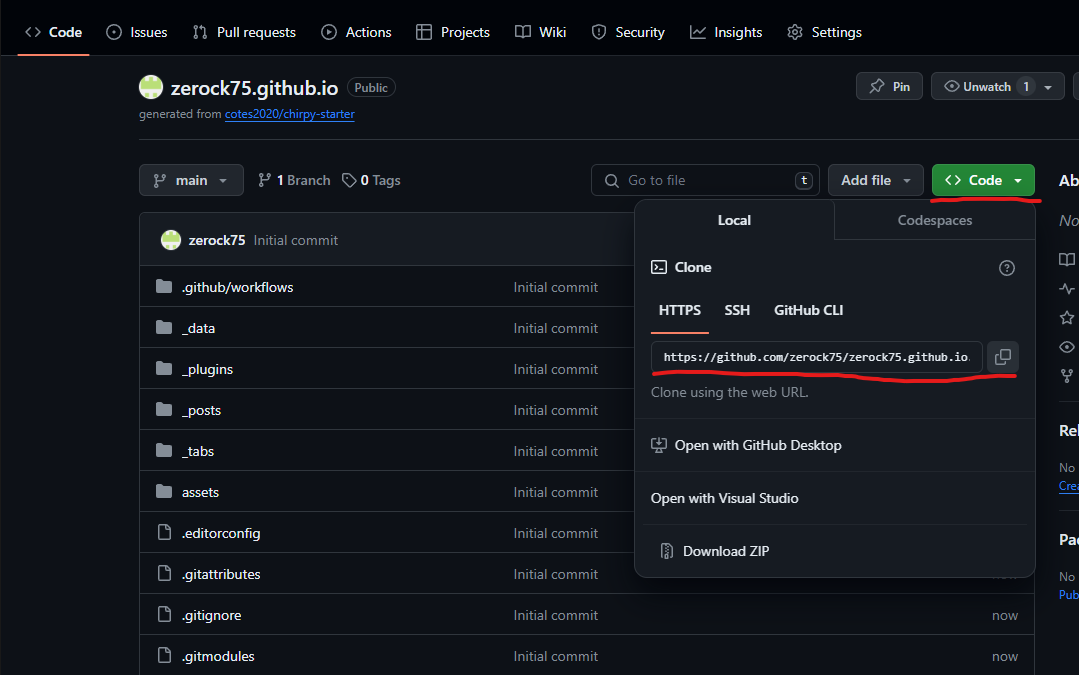 Code Issues Pull requests Actions Projects Wiki Security Insights Settings
zerock75.github.io Public Pin Unwatch 1
generated from cotes2020/chirpy-starter
main 1 Branch 0 Tags Go to file t Add file Code
Ab
No
zerock75 Initial commit
Local Codespaces
Clone
HTTPS SSH GitHub CLI
https://github.com/zerock75/zerock75.github.io.
Clone using the web URL.
Open with GitHub Desktop
Open with Visual Studio
Download ZIP
.github/workflows Initial commit
_data Initial commit
_plugins Initial commit
_posts Initial commit
_tabs Initial commit
assets Initial commit
.editorconfig Initial commit
.gitattributes Initial commit now
.gitignore Initial commit now
.gitmodules Initial commit now
Rel
No
Crea
Pac
No
Pub